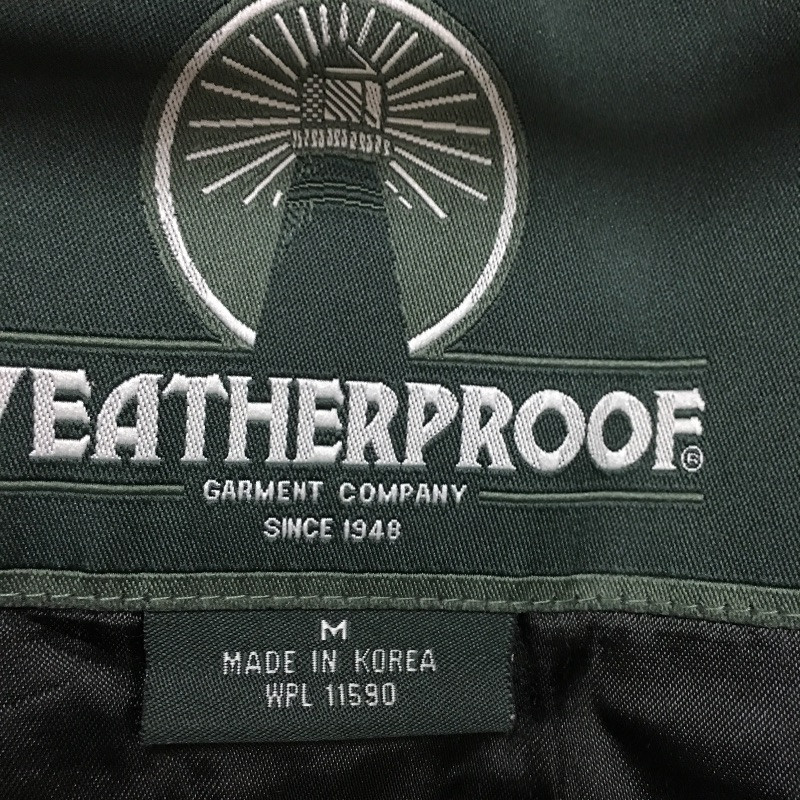 WEATHERPROOF®
GARMENT COMPANY
SINCE 1948
M
MADE IN KOREA
WPL 11590